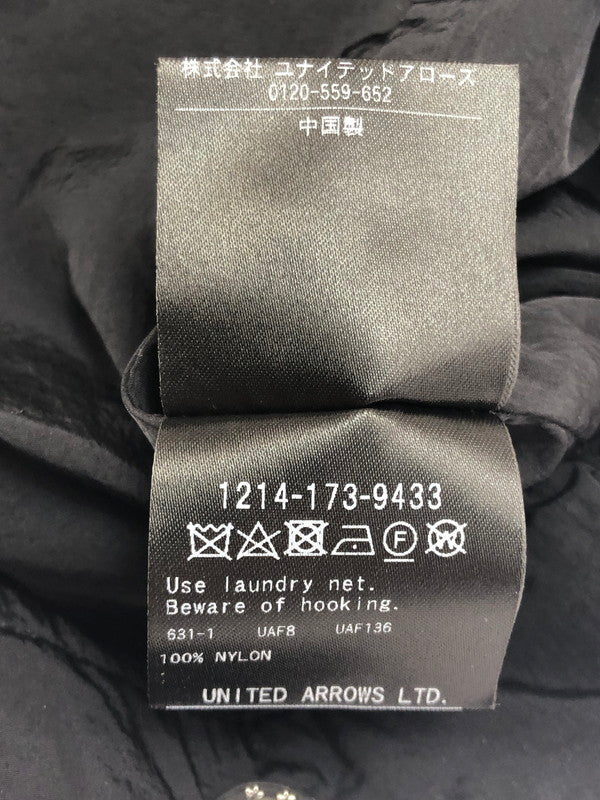 株式会社 ユナイテッドアローズ
0120-559-652
中国製
1214-173-9433
F W
Use laundry net.
Beware of hooking.
631-1 UAF8 UAF136
100% NYLON
UNITED ARROWS LTD.